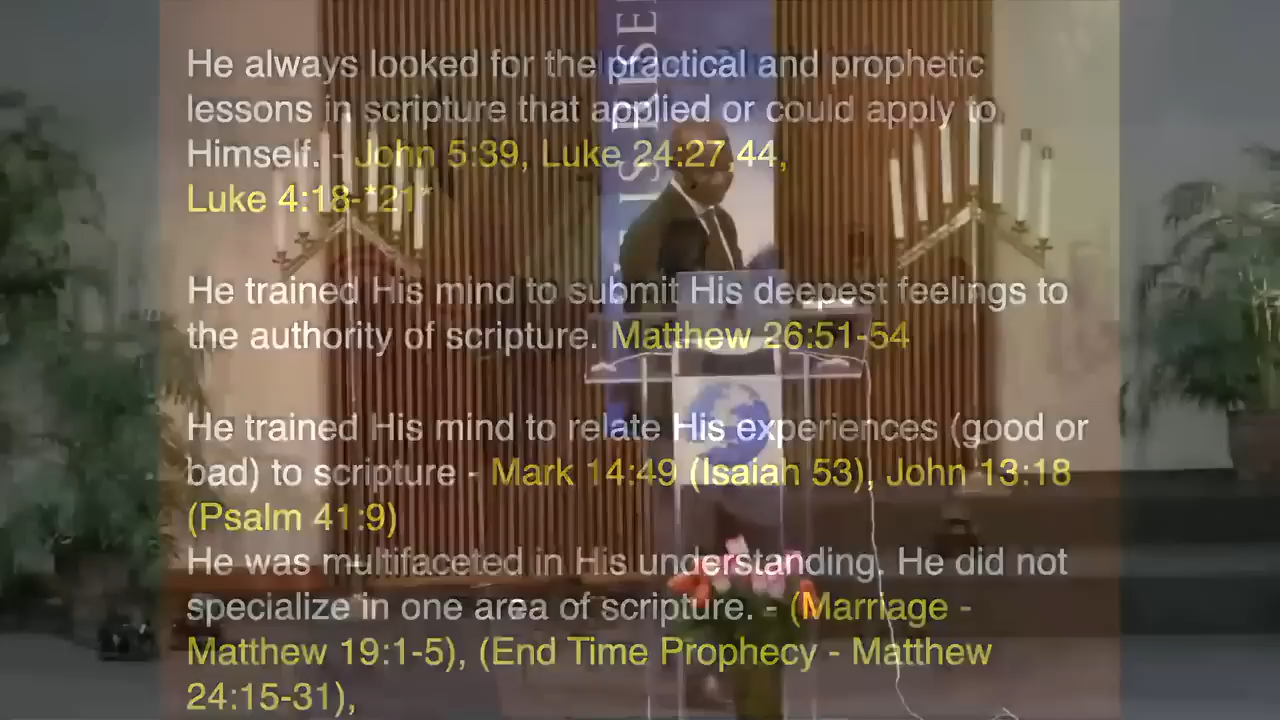 IS RISE
He always looked for the practical and prophetic
lessons in scripture that applied or could apply to
Himself. - John 5:39, Luke 24:27,44,
Luke 4:18-*21*
He trained His mind to submit His deepest feelings to
the authority of scripture. Matthew 26:51-54
He trained His mind to relate His experiences (good or
bad) to scripture - Mark 14:49 (Isaiah 53), John 13:18
(Psalm 41:9)
He was multifaceted in His understanding. He did not
specialize in one area of scripture. - (Marriage -
Matthew 19:1-5), (End Time Prophecy - Matthew
24:15-31),